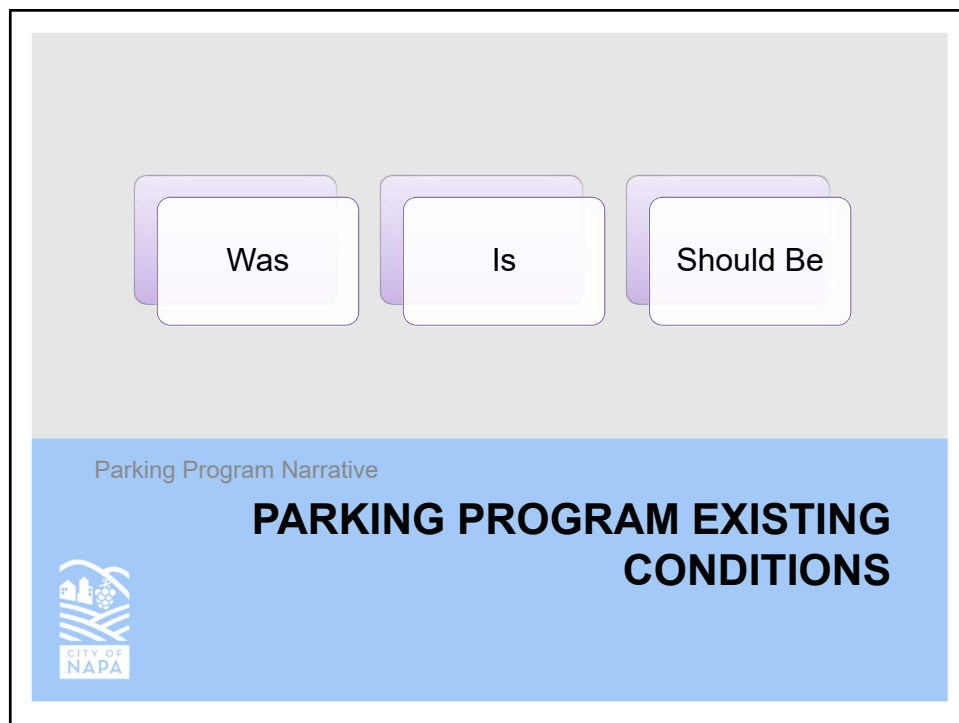 Was
Is
Should Be
Parking Program Narrative
PARKING PROGRAM EXISTING
CONDITIONS
CITY OF
NAPA